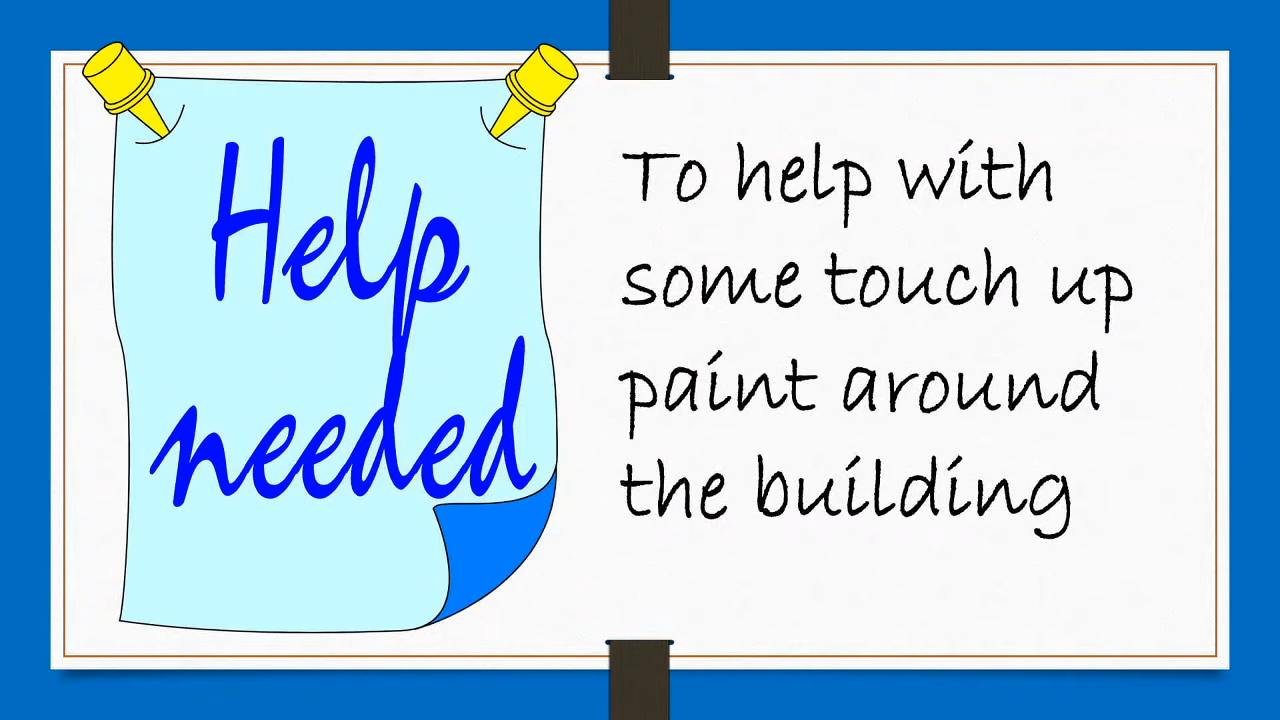 Help
needed
To help with
some touch up
paint around
the building